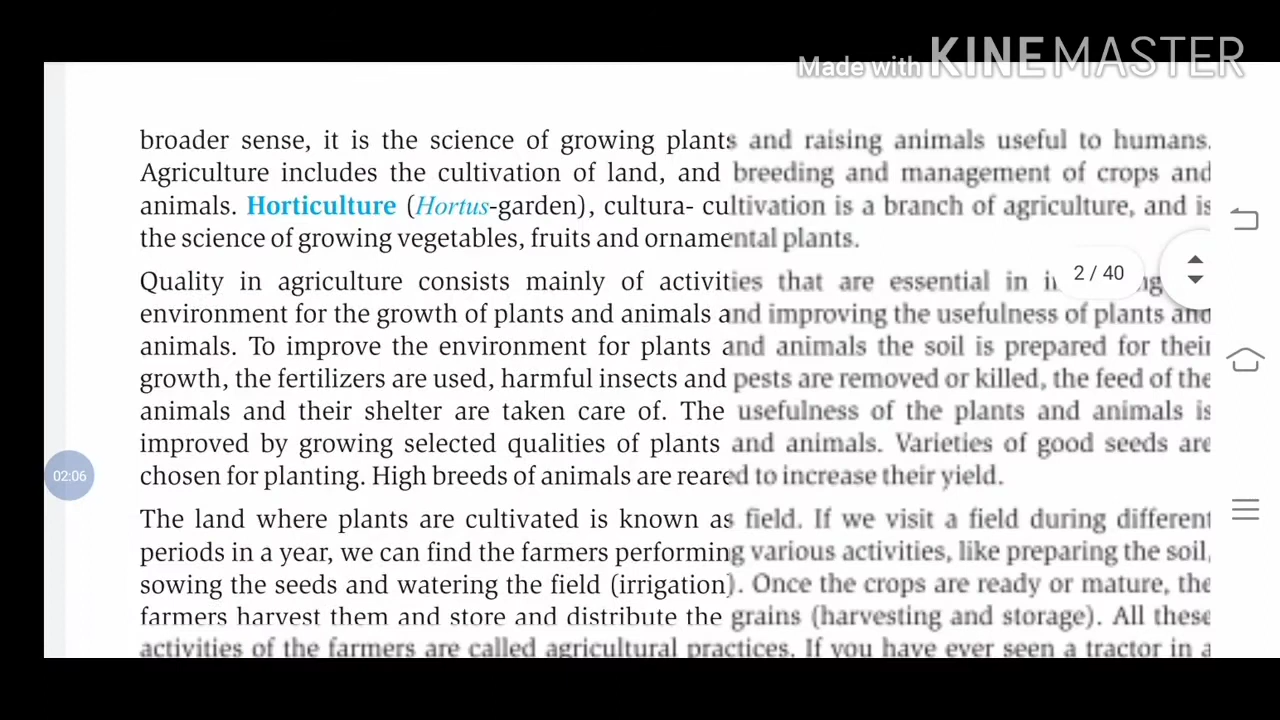 Made with KINEMASTER
broader sense, it is the science of growing plants and raising animals useful to humans.
Agriculture includes the cultivation of land, and breeding and management of crops and
animals. Horticulture (Hortus-garden), cultura- cultivation is a branch of agriculture, and is
the science of growing vegetables, fruits and ornamental plants.
Quality in agriculture consists mainly of activities that are essential in
2 / 40
environment for the growth of plants and animals and improving the usefulness of plants and
animals. To improve the environment for plants and animals the soil is prepared for their
growth, the fertilizers are used, harmful insects and pests are removed or killed, the feed of the
animals and their shelter are taken care of. The usefulness of the plants and animals is
improved by growing selected qualities of plants and animals. Varieties of good seeds are
02:06
chosen for planting. High breeds of animals are reared to increase their yield.
The land where plants are cultivated is known as field. If we visit a field during different
periods in a year, we can find the farmers performing various activities, like preparing the soil,
sowing the seeds and watering the field (irrigation). Once the crops are ready or mature, the
farmers harvest them and store and distribute the grains (harvesting and storage). All these
activities of the farmers are called agricultural practices. If you have ever seen a tractor in a